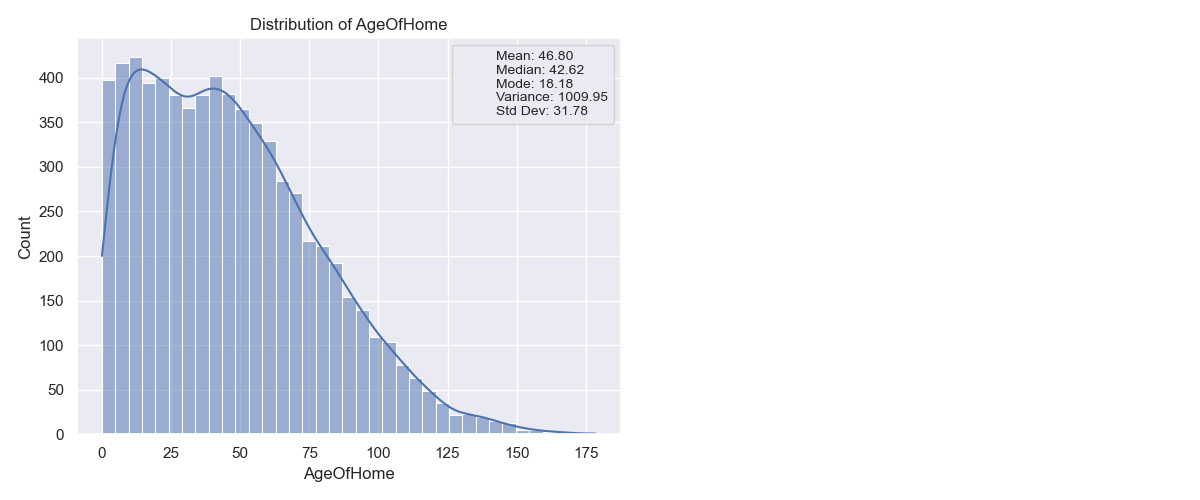 Distribution of AgeOfHome
Mean: 46.80
Median: 42.62
Mode: 18.18
Variance: 1009.95
Std Dev: 31.78
400
350
300
250
200
150
100
50
0
Count
0 25 50 75 100 125 150 175
AgeOfHome